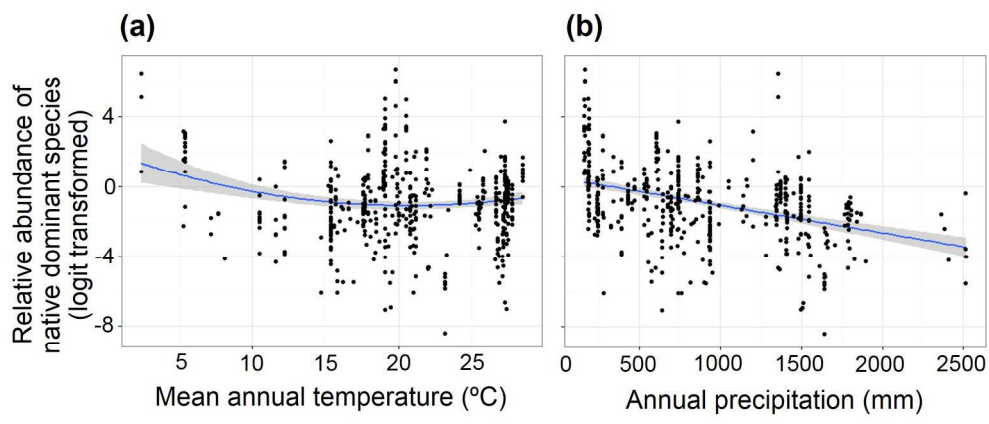 (a)
(b)
Relative abundance of
native dominant species
(logit transformed)
4
0
−4
−8
5 10 15 20 25
0 500 1000 1500 2000 2500
Mean annual temperature (ºC)
Annual precipitation (mm)